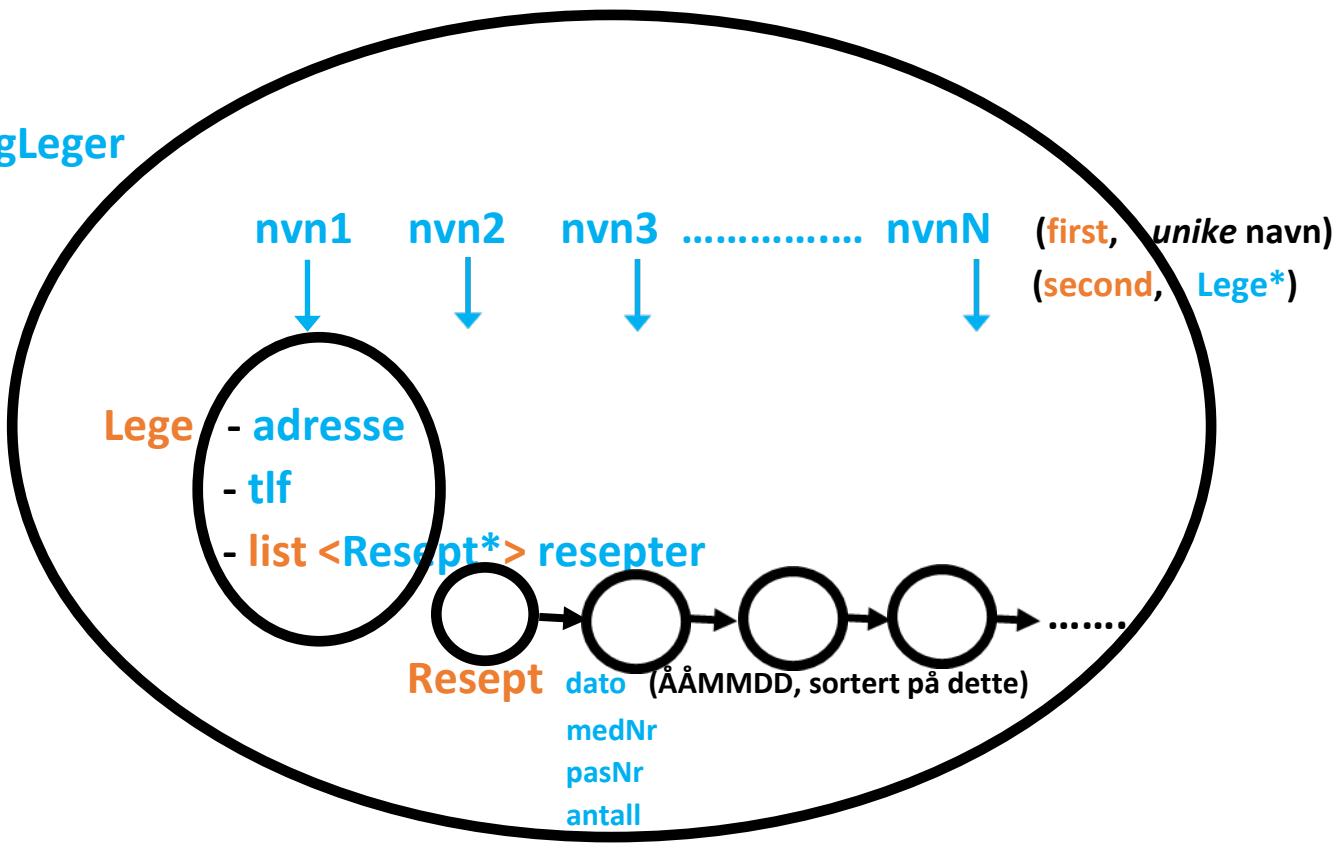 gLeger
nvn1 nvn2 nvn3 ................ nvnN (first, unike navn)
(second, Lege*)
Lege - adresse
- tlf
- list <Resept*> resepter
.......
Resept dato (ÅÅMMDD, sortert på dette)
medNr
pasNr
antall